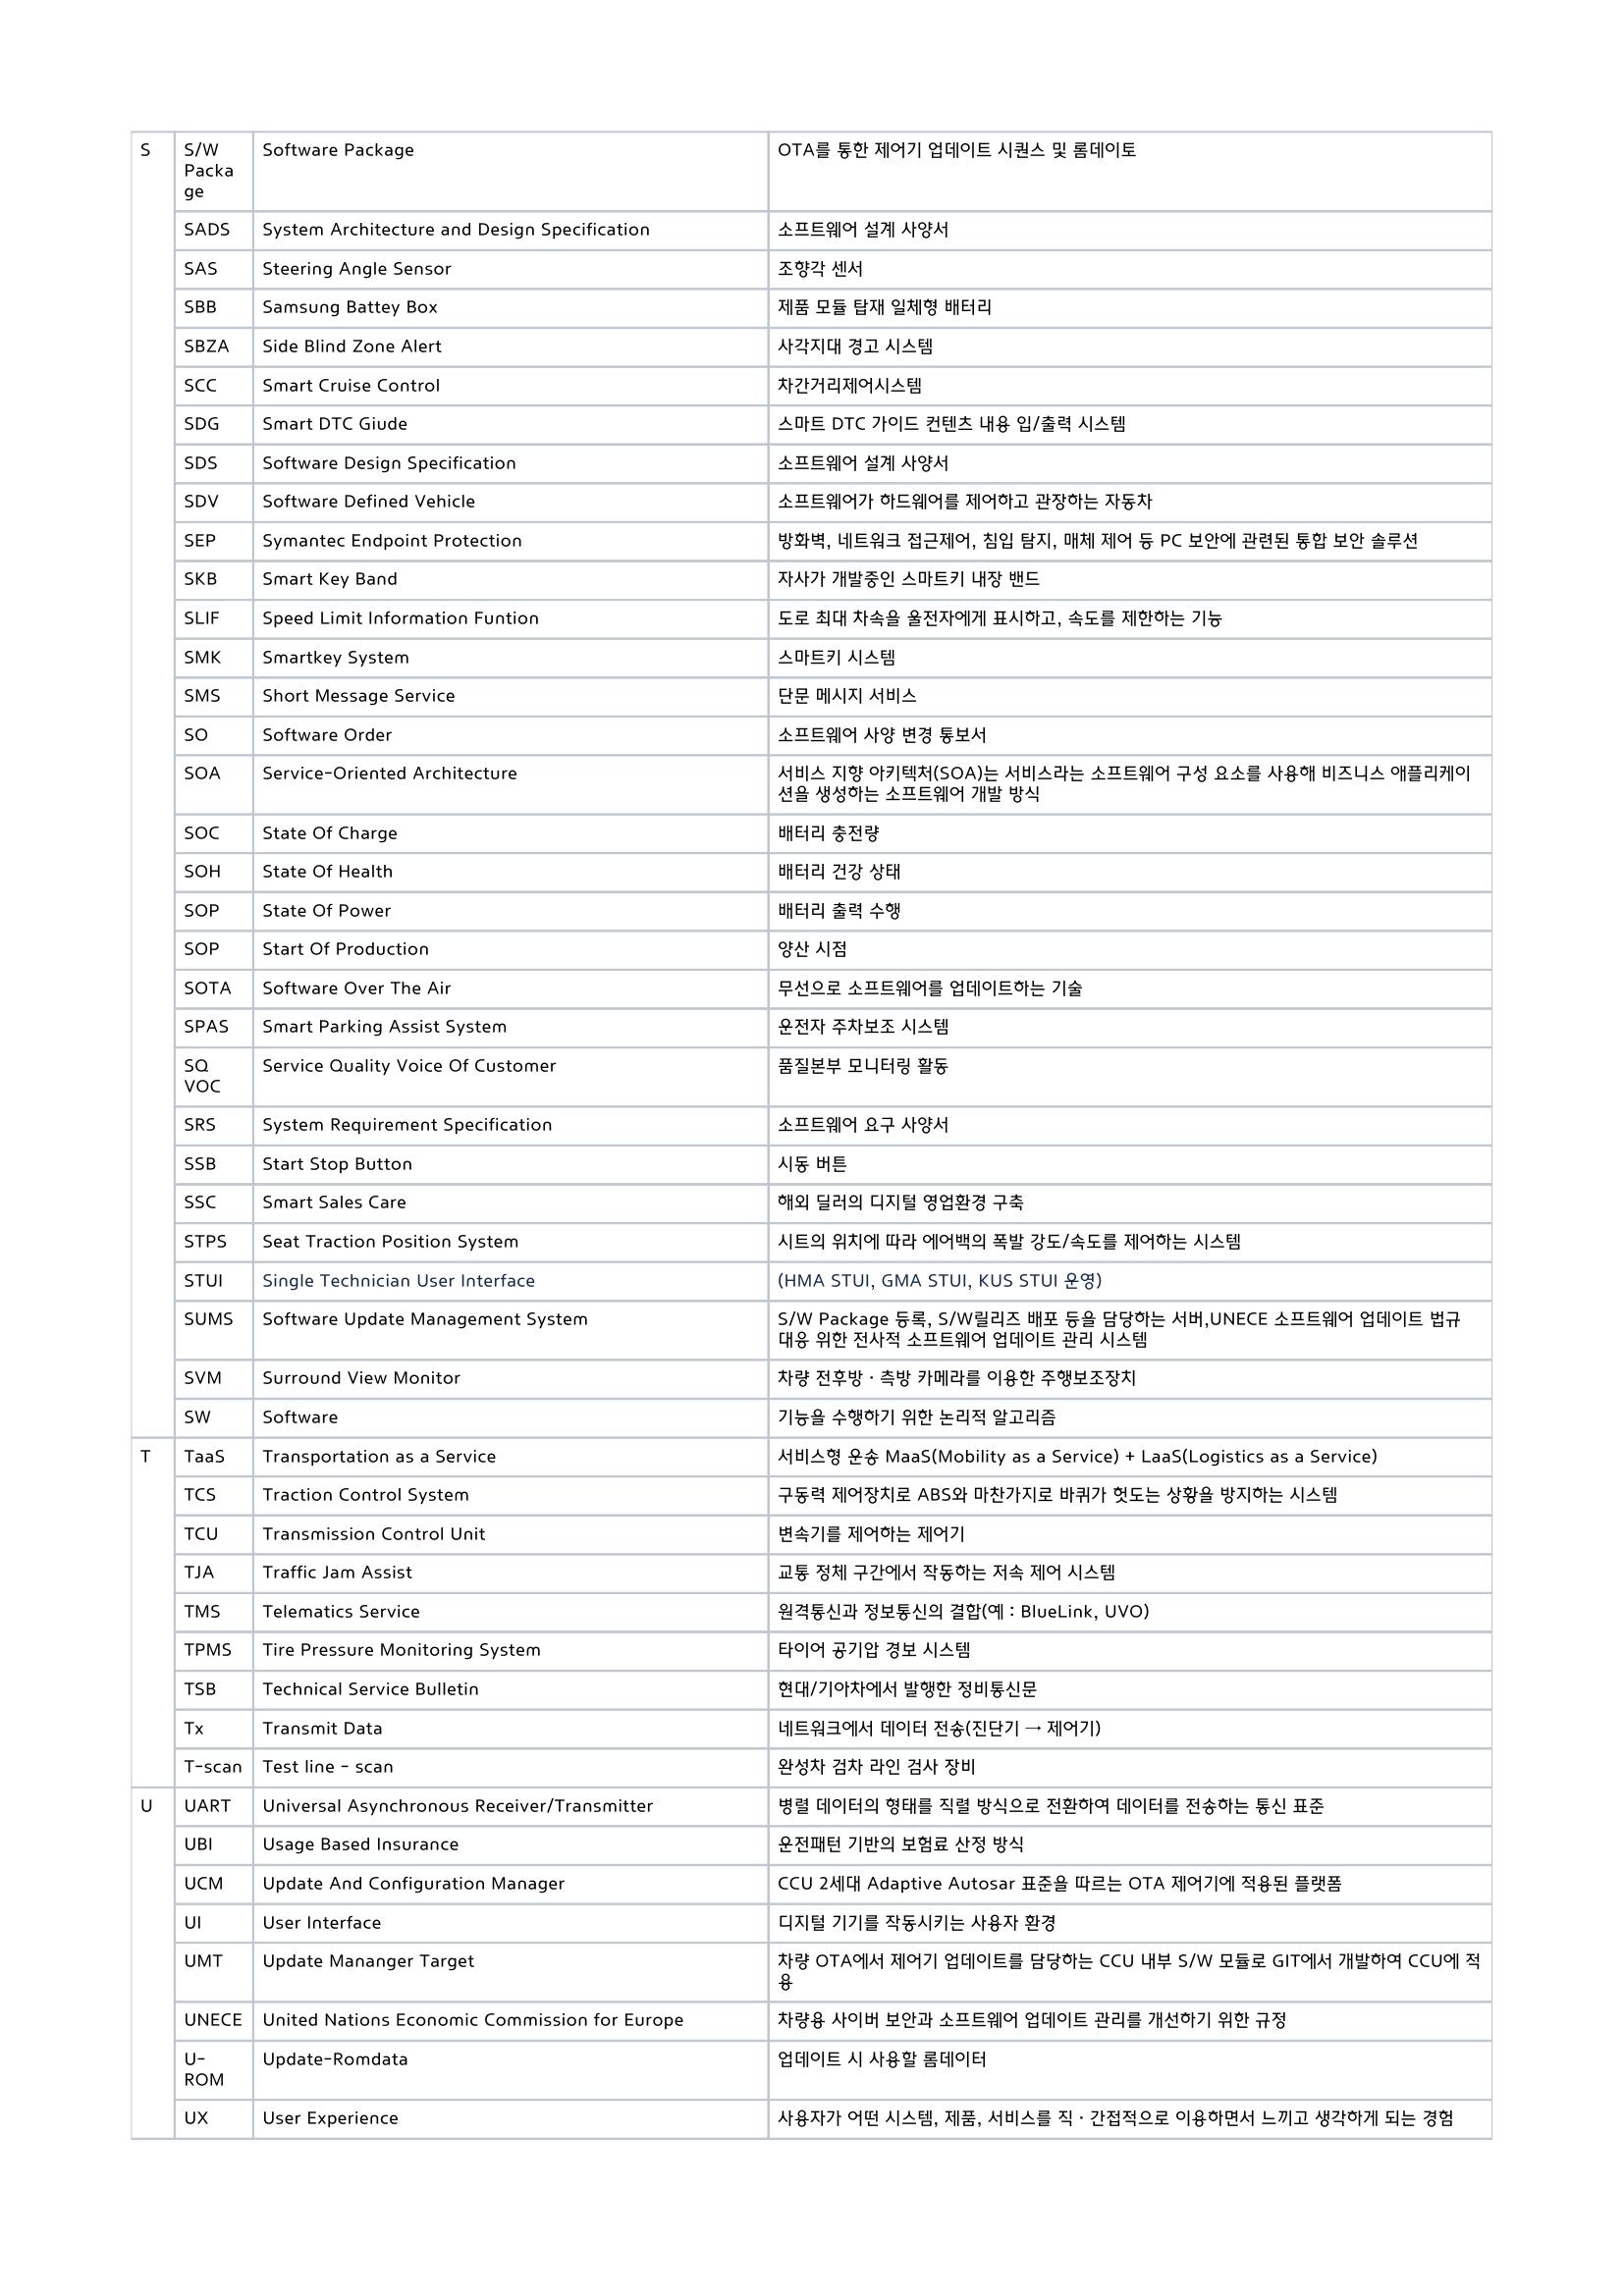 S S/W Software Package OTA를 통한 제어기 업데이트 시퀀스 및 롬데이토
Packa
ge
SADS System Architecture and Design Specification 소프트웨어 설계 사양서
SAS Steering Angle Sensor 조향각 센서
SBB Samsung Battey Box 제품 모듈 탑재 일체형 배터리
SBZA Side Blind Zone Alert 사각지대 경고 시스템
SCC Smart Cruise Control 차간거리제어시스템
SDG Smart DTC Giude 스마트 DTC 가이드 컨텐츠 내용 입/출력 시스템
SDS Software Design Specification 소프트웨어 설계 사양서
SDV Software Defined Vehicle 소프트웨어가 하드웨어를 제어하고 관장하는 자동차
SEP Symantec Endpoint Protection 방화벽, 네트워크 접근제어, 침입 탐지, 매체 제어 등 PC 보안에 관련된 통합 보안 솔루션
SKB Smart Key Band 자사가 개발중인 스마트키 내장 밴드
SLIF Speed Limit Information Funtion 도로 최대 차속을 울전자에게 표시하고, 속도를 제한하는 기능
SMK Smartkey System 스마트키 시스템
SMS Short Message Service 단문 메시지 서비스
SO Software Order 소프트웨어 사양 변경 통보서
SOA Service-Oriented Architecture 서비스 지향 아키텍처(SOA)는 서비스라는 소프트웨어 구성 요소를 사용해 비즈니스 애플리케이
션을 생성하는 소프트웨어 개발 방식
SOC State Of Charge 배터리 충전량
SOH State Of Health 배터리 건강 상태
SOP State Of Power 배터리 출력 수행
SOP Start Of Production 양산 시점
SOTA Software Over The Air 무선으로 소프트웨어를 업데이트하는 기술
SPAS Smart Parking Assist System 운전자 주차보조 시스템
SQ Service Quality Voice Of Customer 품질본부 모니터링 활동
VOC
SRS System Requirement Specification 소프트웨어 요구 사양서
SSB Start Stop Button 시동 버튼
SSC Smart Sales Care 해외 딜러의 디지털 영업환경 구축
STPS Seat Traction Position System 시트의 위치에 따라 에어백의 폭발 강도/속도를 제어하는 시스템
STUI Single Technician User Interface (HMA STUI, GMA STUI, KUS STUI 운영)
SUMS Software Update Management System S/W Package 등록, S/W릴리즈 배포 등을 담당하는 서버,UNECE 소프트웨어 업데이트 법규
대응 위한 전사적 소프트웨어 업데이트 관리 시스템
SVM Surround View Monitor 차량 전후방 · 측방 카메라를 이용한 주행보조장치
SW Software 기능을 수행하기 위한 논리적 알고리즘
T TaaS Transportation as a Service 서비스형 운송 MaaS(Mobility as a Service) + LaaS(Logistics as a Service)
TCS Traction Control System 구동력 제어장치로 ABS와 마찬가지로 바퀴가 헛도는 상황을 방지하는 시스템
TCU Transmission Control Unit 변속기를 제어하는 제어기
TJA Traffic Jam Assist 교통 정체 구간에서 작동하는 저속 제어 시스템
TMS Telematics Service 원격통신과 정보통신의 결합(예 : BlueLink, UVO)
TPMS Tire Pressure Monitoring System 타이어 공기압 경보 시스템
TSB Technical Service Bulletin 현대/기아차에서 발행한 정비통신문
Tx Transmit Data 네트워크에서 데이터 전송(진단기 → 제어기)
T-scan Test line - scan 완성차 검차 라인 검사 장비
U UART Universal Asynchronous Receiver/Transmitter 병렬 데이터의 형태를 직렬 방식으로 전환하여 데이터를 전송하는 통신 표준
UBI Usage Based Insurance 운전패턴 기반의 보험료 산정 방식
UCM Update And Configuration Manager CCU 2세대 Adaptive Autosar 표준을 따르는 OTA 제어기에 적용된 플랫폼
UI User Interface 디지털 기기를 작동시키는 사용자 환경
UMT Update Mananger Target 차량 OTA에서 제어기 업데이트를 담당하는 CCU 내부 S/W 모듈로 GIT에서 개발하여 CCU에 적
용
UNECE United Nations Economic Commission for Europe 차량용 사이버 보안과 소프트웨어 업데이트 관리를 개선하기 위한 규정
U- Update-Romdata 업데이트 시 사용할 롬데이터
ROM
UX User Experience 사용자가 어떤 시스템, 제품, 서비스를 직 · 간접적으로 이용하면서 느끼고 생각하게 되는 경험